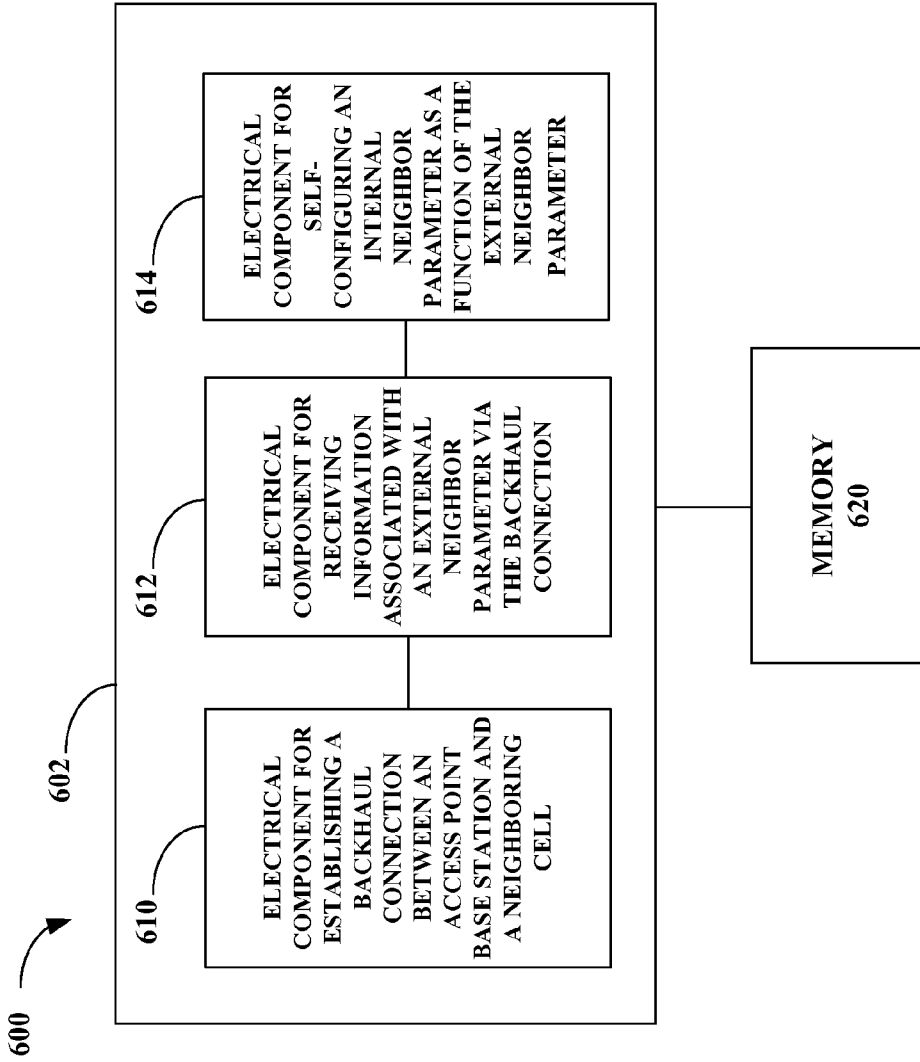 600
602
610
ELECTRICAL
COMPONENT FOR
ESTABLISHING A
BACKHAUL
CONNECTION
BETWEEN AN
ACCESS POINT
BASE STATION AND
A NEIGHBORING
CELL
612
ELECTRICAL
COMPONENT FOR
RECEIVING
INFORMATION
ASSOCIATED WITH
AN EXTERNAL
NEIGHBOR
PARAMETER VIA
THE BACKHAUL
CONNECTION
614
ELECTRICAL
COMPONENT FOR
SELF-
CONFIGURING AN
INTERNAL
NEIGHBOR
PARAMETER AS A
FUNCTION OF THE
EXTERNAL
NEIGHBOR
PARAMETER
MEMORY
620